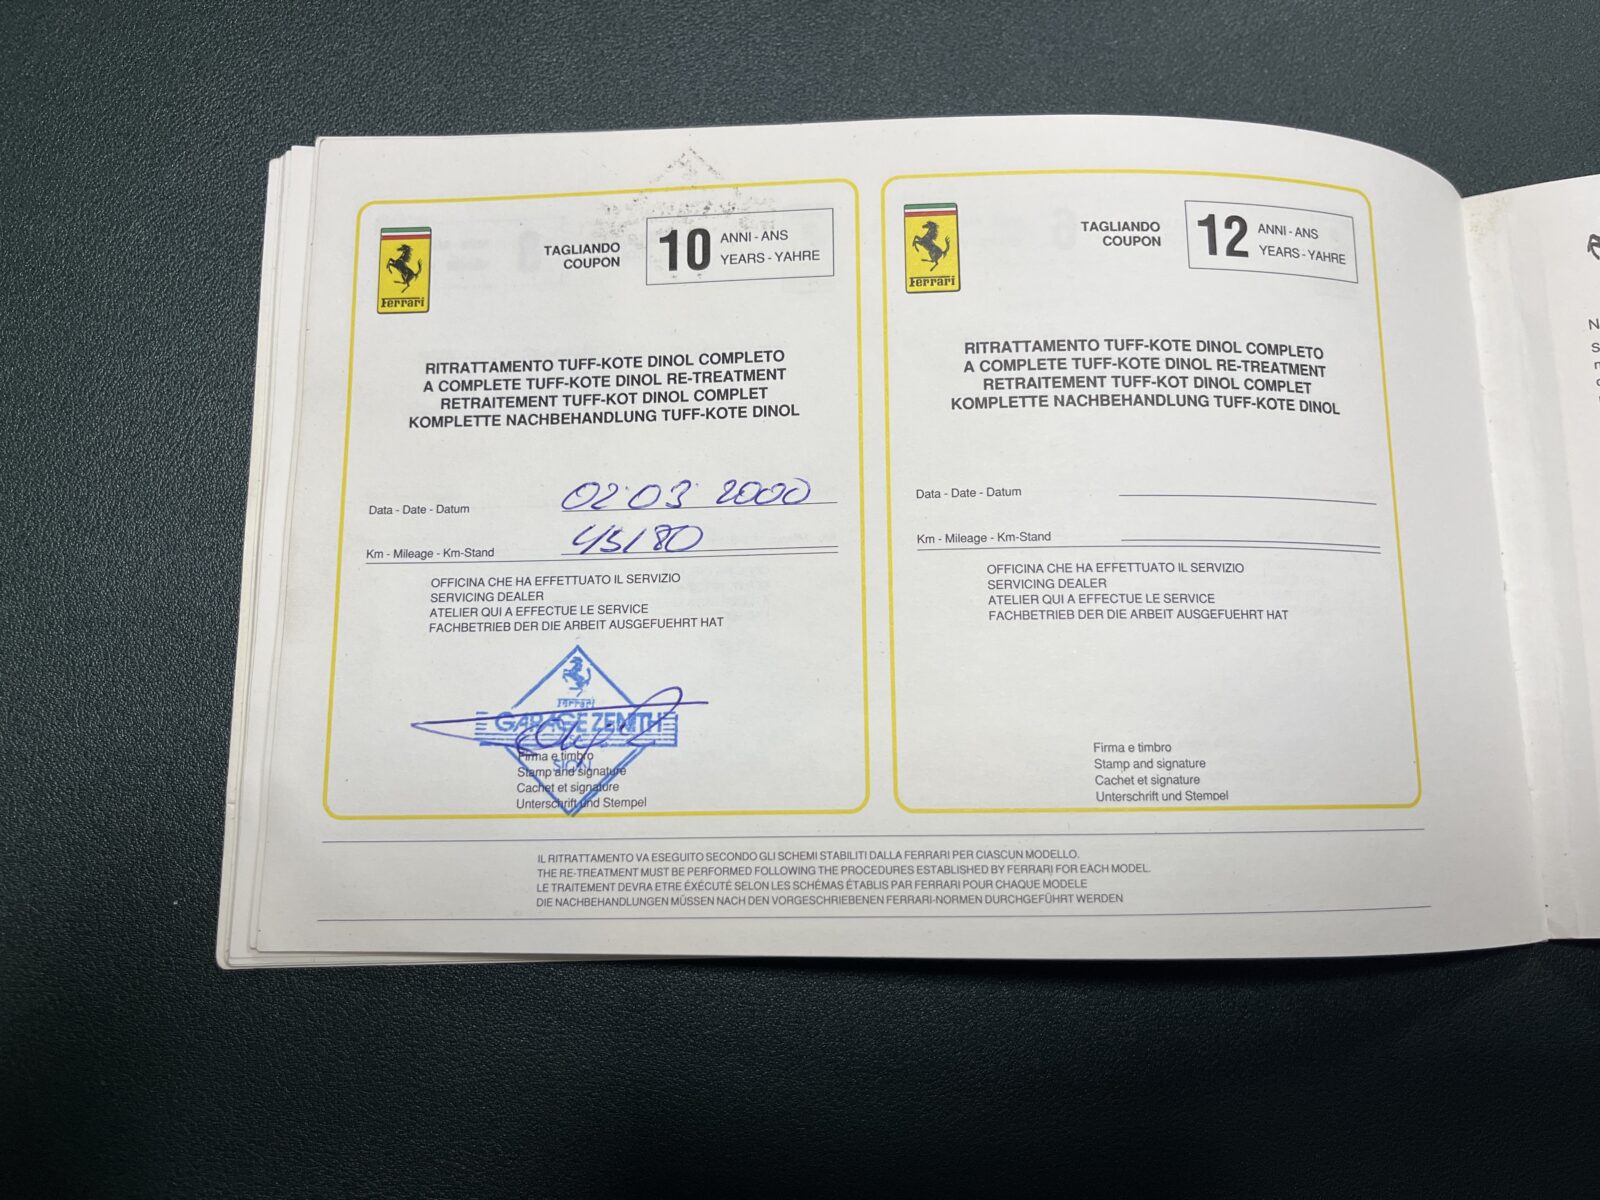 Ferrari
TAGLIANDO
COUPON
10
ANNI - ANS
YEARS - YAHRE
RITRATTAMENTO TUFF-KOTE DINOL COMPLETO
A COMPLETE TUFF-KOTE DINOL RE-TREATMENT
RETRAITEMENT TUFF-KOT DINOL COMPLET
KOMPLETTE NACHBEHANDLUNG TUFF-KOTE DINOL
Data - Date - Datum 02.03.2000
Km - Mileage - Km-Stand 45180
OFFICINA CHE HA EFFETTUATO IL SERVIZIO
SERVICING DEALER
ATELIER QUI A EFFECTUE LE SERVICE
FACHBETRIEB DER DIE ARBEIT AUSGEFUEHRT HAT
Ferrari
GARAGE ZENITH
SION
Firma e timbro
Stamp and signature
Cachet et signature
Unterschrift und Stempel
Ferrari
TAGLIANDO
COUPON
12
ANNI - ANS
YEARS - YAHRE
RITRATTAMENTO TUFF-KOTE DINOL COMPLETO
A COMPLETE TUFF-KOTE DINOL RE-TREATMENT
RETRAITEMENT TUFF-KOT DINOL COMPLET
KOMPLETTE NACHBEHANDLUNG TUFF-KOTE DINOL
Data - Date - Datum
Km - Mileage - Km-Stand
OFFICINA CHE HA EFFETTUATO IL SERVIZIO
SERVICING DEALER
ATELIER QUI A EFFECTUE LE SERVICE
FACHBETRIEB DER DIE ARBEIT AUSGEFUEHRT HAT
Firma e timbro
Stamp and signature
Cachet et signature
Unterschrift und Stempel
IL RITRATTAMENTO VA ESEGUITO SECONDO GLI SCHEMI STABILITI DALLA FERRARI PER CIASCUN MODELLO.
THE RE-TREATMENT MUST BE PERFORMED FOLLOWING THE PROCEDURES ESTABLISHED BY FERRARI FOR EACH MODEL.
LE TRAITEMENT DEVRA ETRE ÉXÉCUTÉ SELON LES SCHÉMAS ÉTABLIS PAR FERRARI POUR CHAQUE MODELE
DIE NACHBEHANDLUNGEN MÜSSEN NACH DEN VORGESCHRIEBENEN FERRARI-NORMEN DURCHGEFÜHRT WERDEN